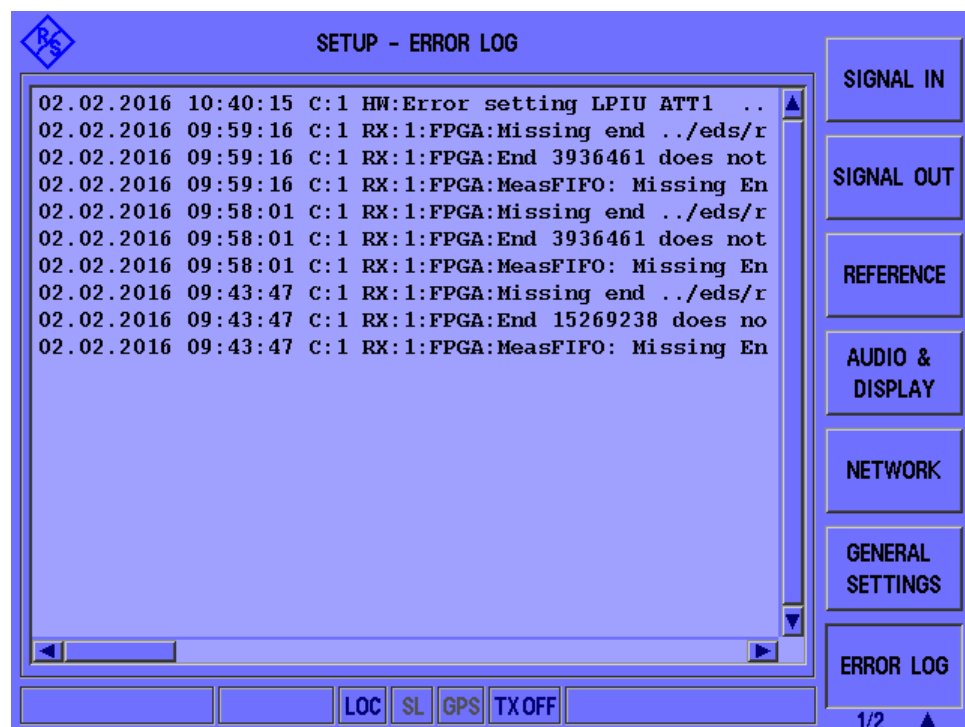 R/S
SETUP - ERROR LOG
02.02.2016 10:40:15 C:1 HW:Error setting LPIU ATT1 ..
02.02.2016 09:59:16 C:1 RX:1:FPGA:Missing end ../eds/r
02.02.2016 09:59:16 C:1 RX:1:FPGA:End 3936461 does not
02.02.2016 09:59:16 C:1 RX:1:FPGA:MeasFIFO: Missing En
02.02.2016 09:58:01 C:1 RX:1:FPGA:Missing end ../eds/r
02.02.2016 09:58:01 C:1 RX:1:FPGA:End 3936461 does not
02.02.2016 09:58:01 C:1 RX:1:FPGA:MeasFIFO: Missing En
02.02.2016 09:43:47 C:1 RX:1:FPGA:Missing end ../eds/r
02.02.2016 09:43:47 C:1 RX:1:FPGA:End 15269238 does no
02.02.2016 09:43:47 C:1 RX:1:FPGA:MeasFIFO: Missing En
SIGNAL IN
SIGNAL OUT
REFERENCE
AUDIO &
DISPLAY
NETWORK
GENERAL
SETTINGS
ERROR LOG
1/2
LOC SL GPS TX OFF